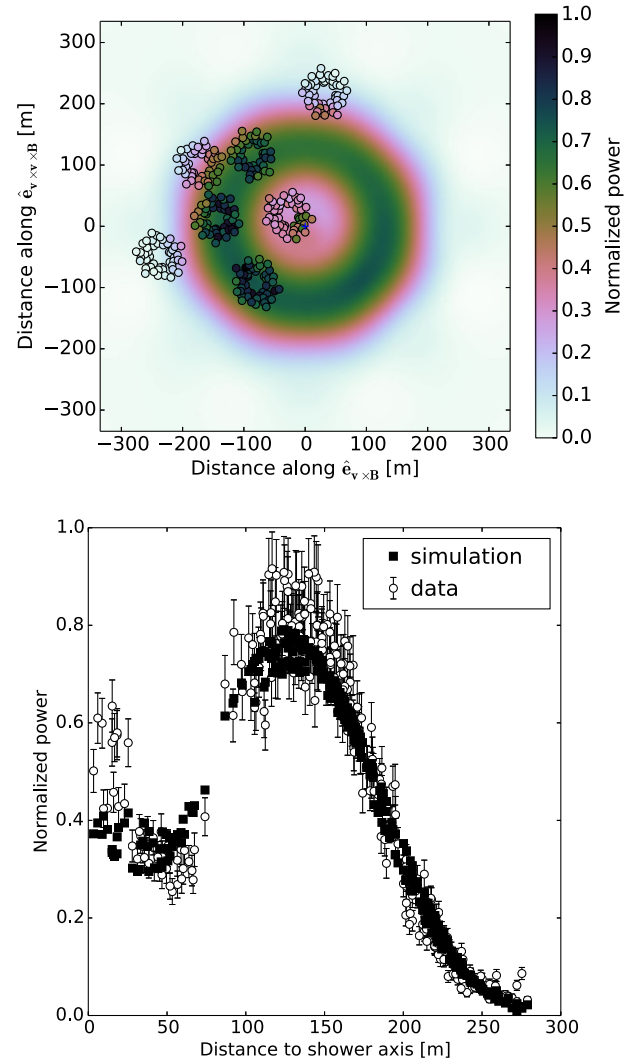 300
200
100
0
−100
−200
−300
−300 −200 −100 0 100 200 300
Distance along ê_v×v×B [m]
Distance along ê_v×B [m]
1.0
0.9
0.8
0.7
0.6
0.5
0.4
0.3
0.2
0.1
0.0
Normalized power
1.0
0.8
0.6
0.4
0.2
0.0
Normalized power
simulation
data
0 50 100 150 200 250 300
Distance to shower axis [m]